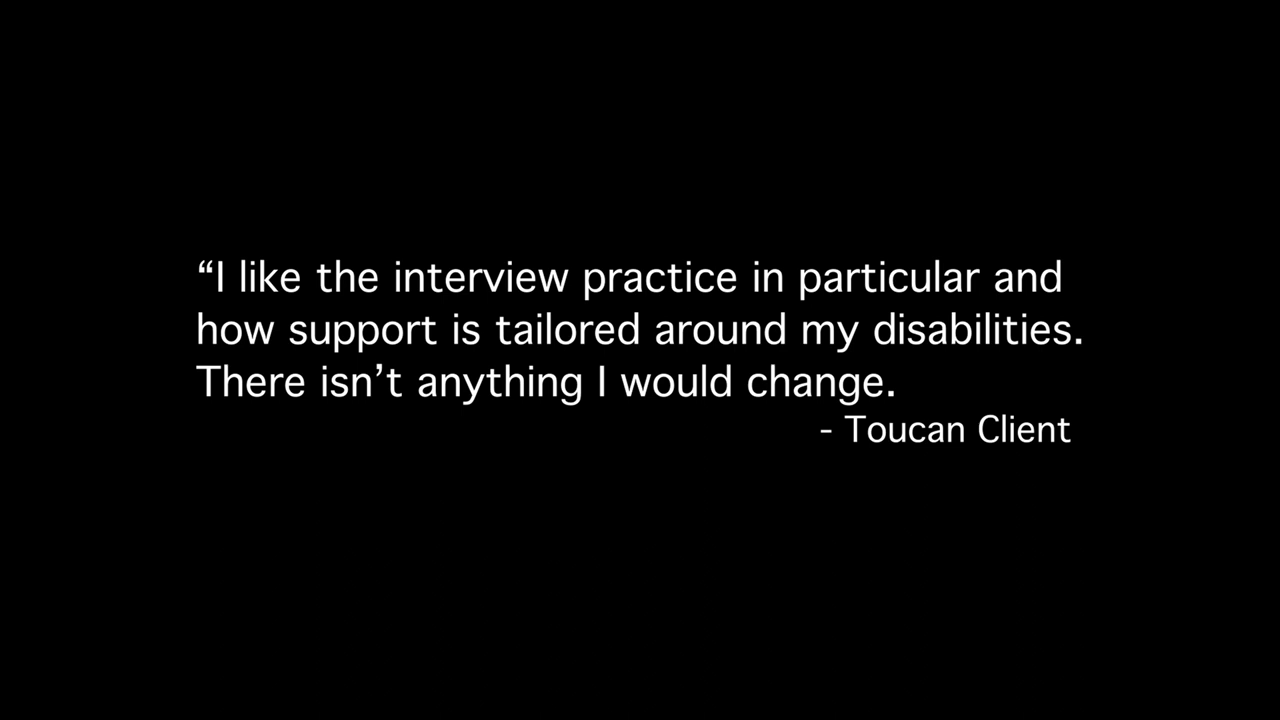 “I like the interview practice in particular and
how support is tailored around my disabilities.
There isn’t anything I would change.
- Toucan Client